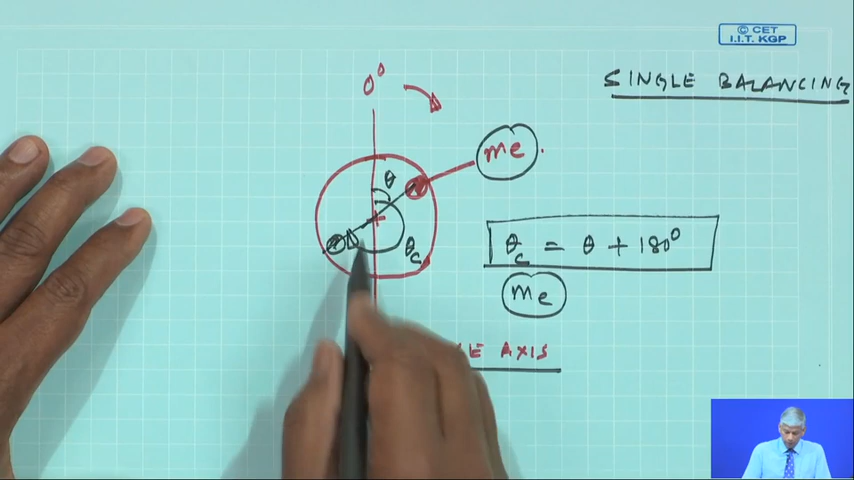 © CET
I.I.T. KGP
SINGLE BALANCING
0°
me.
θ
θc
θc = θ + 180°
me
AXIS